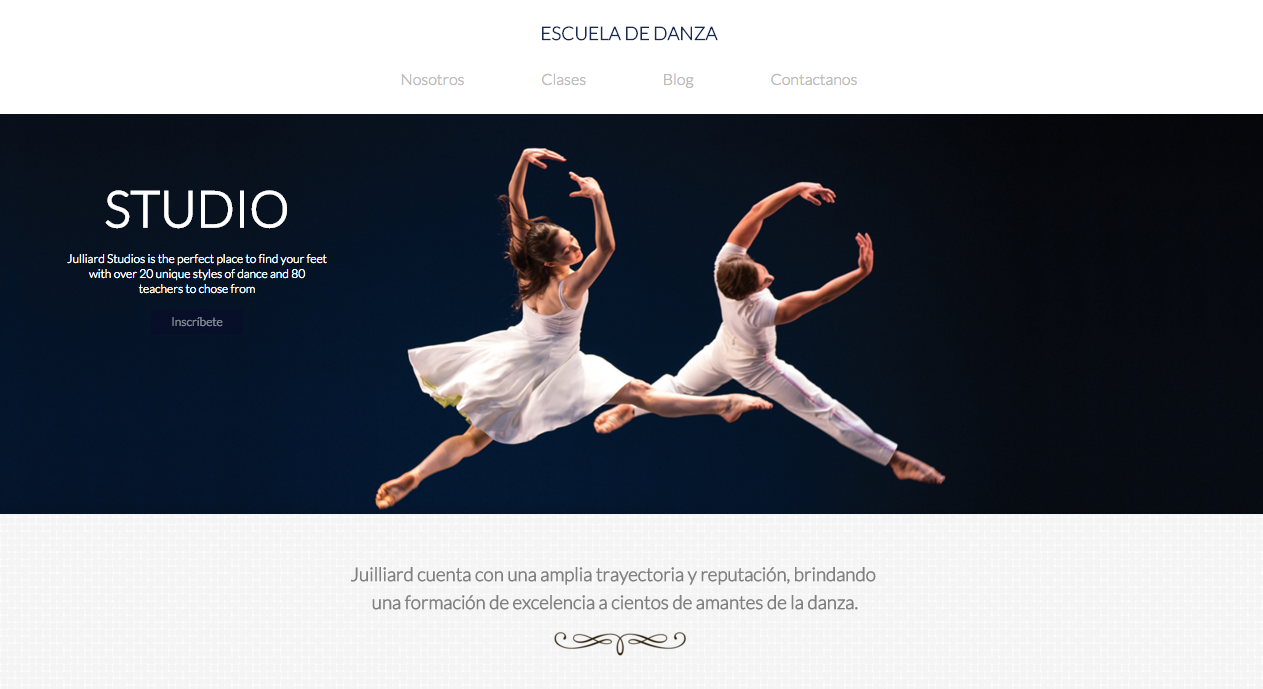 ESCUELA DE DANZA
Nosotros Clases Blog Contactanos
STUDIO
Julliard Studios is the perfect place to find your feet
with over 20 unique styles of dance and 80
teachers to chose from
Inscríbete
Juilliard cuenta con una amplia trayectoria y reputación, brindando
una formación de excelencia a cientos de amantes de la danza.